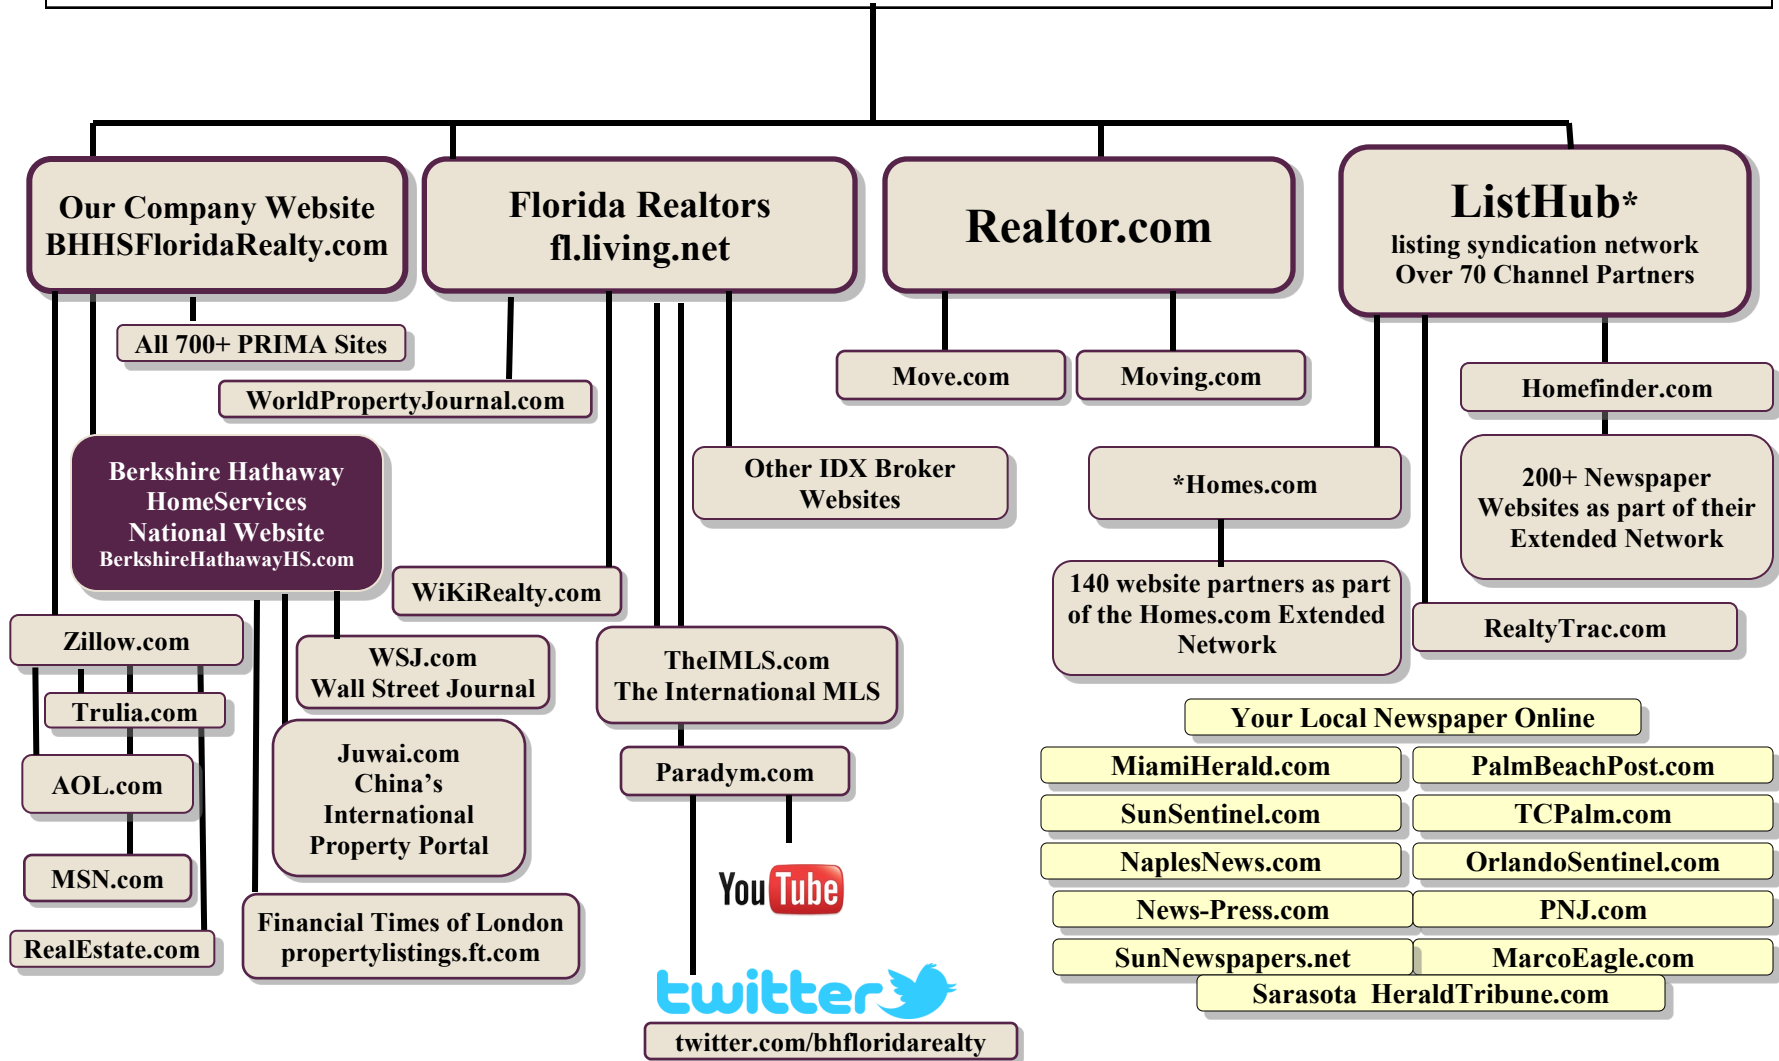 Our Company Website
BHHSFloridaRealty.com
Florida Realtors
fl.living.net
Realtor.com
ListHub*
listing syndication network
Over 70 Channel Partners
All 700+ PRIMA Sites
WorldPropertyJournal.com
Move.com
Moving.com
Homefinder.com
Berkshire Hathaway
HomeServices
National Website
BerkshireHathawayHS.com
Other IDX Broker
Websites
*Homes.com
200+ Newspaper
Websites as part of their
Extended Network
WiKiRealty.com
140 website partners as part
of the Homes.com Extended
Network
RealtyTrac.com
Zillow.com
WSJ.com
Wall Street Journal
TheIMLS.com
The International MLS
Trulia.com
AOL.com
Juwai.com
China’s
International
Property Portal
Paradym.com
MSN.com
YouTube
RealEstate.com
Financial Times of London
propertylistings.ft.com
twitter
twitter.com/bhfloridarealty
Your Local Newspaper Online
MiamiHerald.com
PalmBeachPost.com
SunSentinel.com
TCPalm.com
NaplesNews.com
OrlandoSentinel.com
News-Press.com
PNJ.com
SunNewspapers.net
MarcoEagle.com
Sarasota HeraldTribune.com